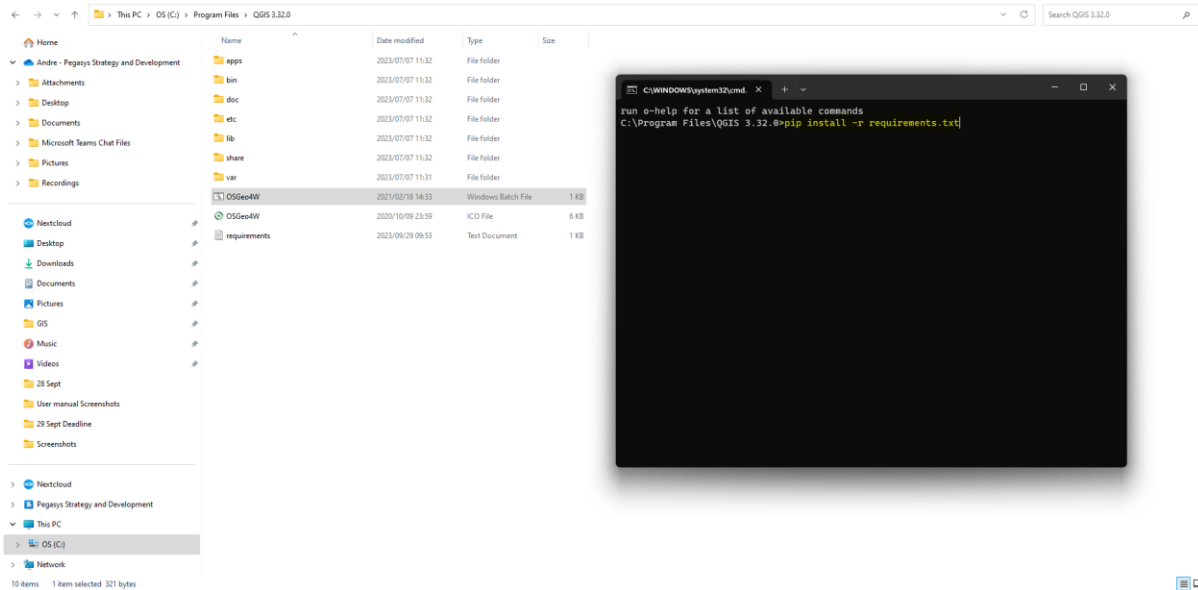 This PC > OS (C:) > Program Files > QGIS 3.32.0
Search QGIS 3.32.0
Home
Andre - Pegasys Strategy and Development
Attachments
Desktop
Documents
Microsoft Teams Chat Files
Pictures
Recordings
Nextcloud
Desktop
Downloads
Documents
Pictures
GIS
Music
Videos
28 Sept
User manual Screenshots
29 Sept Deadline
Screenshots
Nextcloud
Pegasys Strategy and Development
This PC
OS (C:)
Network
Name Date modified Type Size
apps 2023/07/07 11:32 File folder
bin 2023/07/07 11:32 File folder
doc 2023/07/07 11:32 File folder
etc 2023/07/07 11:32 File folder
lib 2023/07/07 11:32 File folder
share 2023/07/07 11:32 File folder
var 2023/07/07 11:31 File folder
OSGeo4W 2021/02/18 14:33 Windows Batch File 1 KB
OSGeo4W 2020/10/09 23:59 ICO File 6 KB
requirements 2023/09/29 09:53 Text Document 1 KB
C:\WINDOWS\system32\cmd.
run o-help for a list of available commands
C:\Program Files\QGIS 3.32.0>pip install -r requirements.txt
10 items 1 item selected 321 bytes